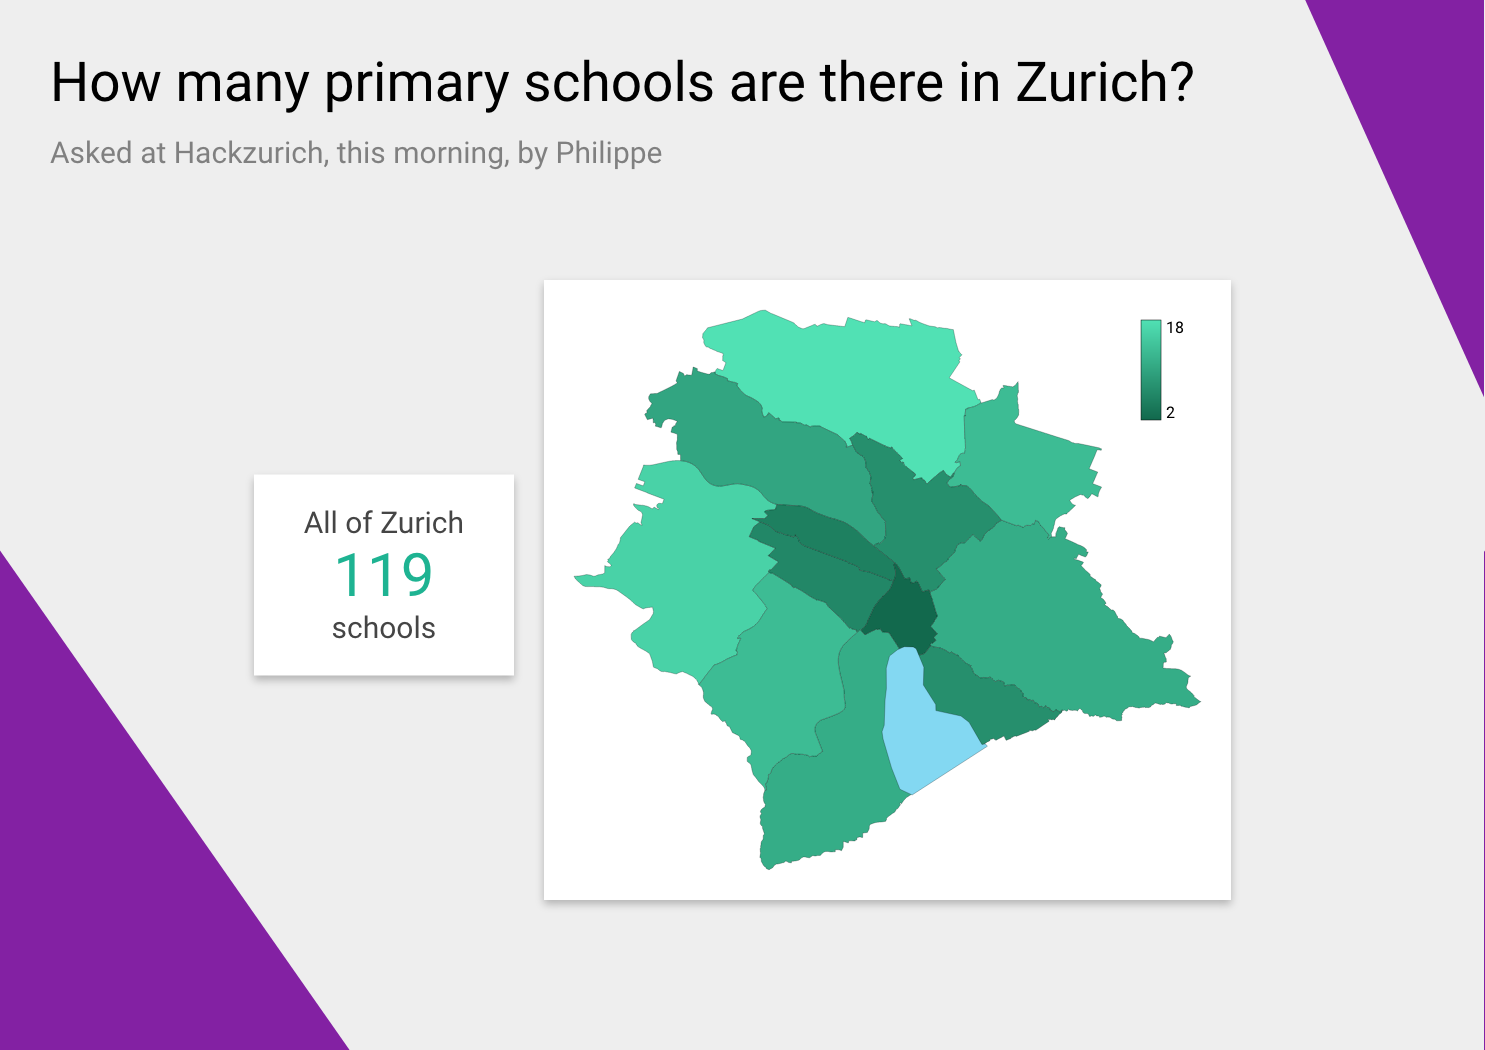 How many primary schools are there in Zurich?
Asked at Hackzurich, this morning, by Philippe
All of Zurich
119
schools
18
2